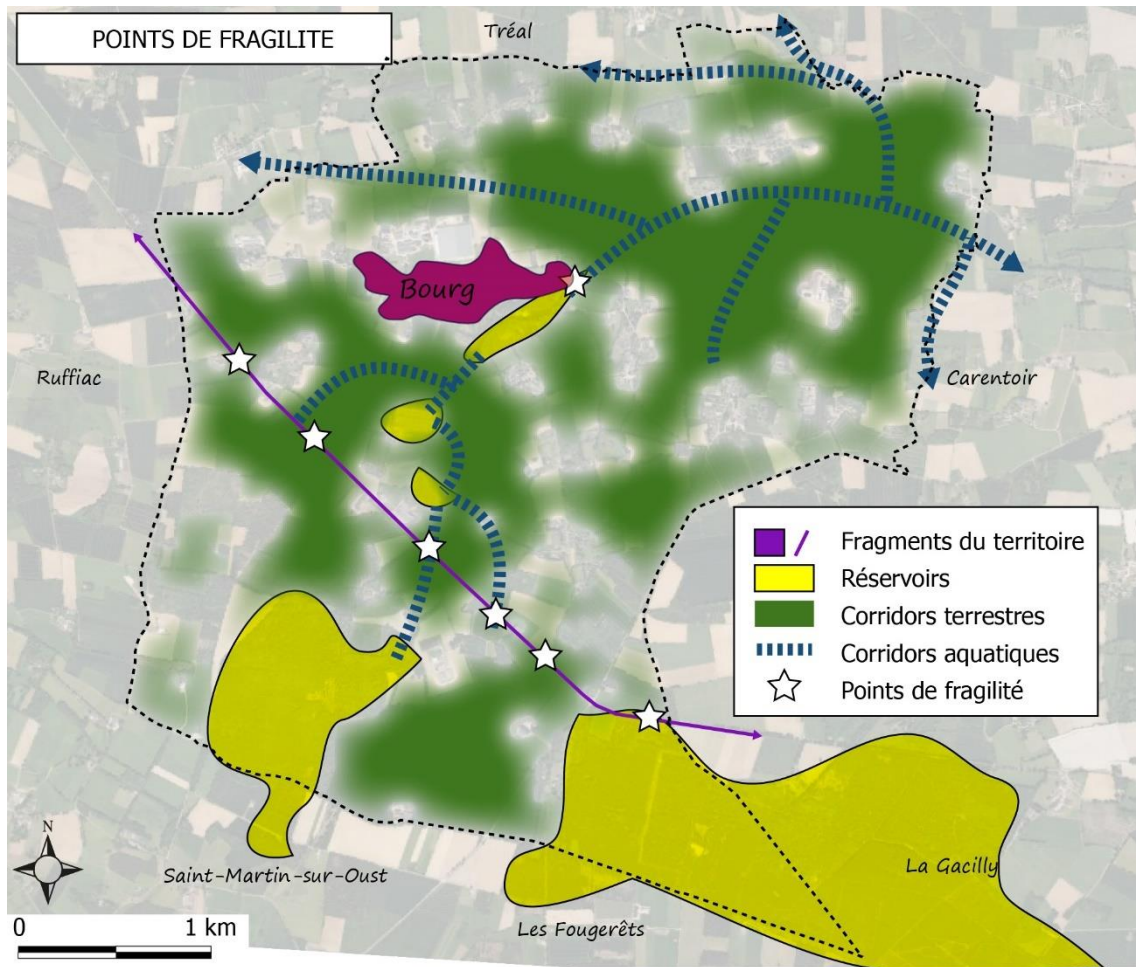 POINTS DE FRAGILITE
Tréal
Bourg
Ruffiac
Carentoir
Fragments du territoire
Réservoirs
Corridors terrestres
Corridors aquatiques
Points de fragilité
N
Saint-Martin-sur-Oust
La Gacilly
Les Fougerêts
0 1 km